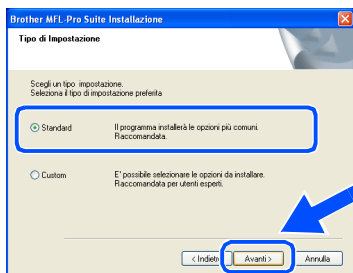 Brother MFL-Pro Suite Installazione
Tipo di Impostazione
Scegli un tipo impostazione.
Seleziona il tipo di impostazione preferita
Standard
Il programma installerà le opzioni più comuni.
Raccomandata.
Custom
E' possibile selezionare le opzioni da installare.
Raccomandata per utenti esperti.
< Indietro Avanti > Annulla